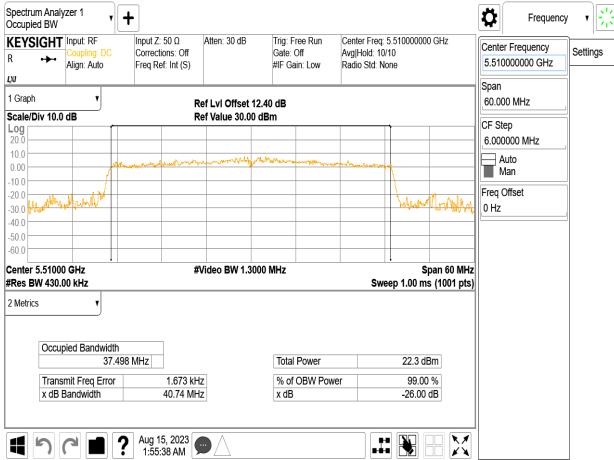 Spectrum Analyzer 1
Occupied BW
Frequency
KEYSIGHT
R
LXI
Input: RF
Coupling: DC
Align: Auto
Input Z: 50 Ω
Corrections: Off
Freq Ref: Int (S)
Atten: 30 dB
Trig: Free Run
Gate: Off
#IF Gain: Low
Center Freq: 5.510000000 GHz
Avg|Hold: 10/10
Radio Std: None
Center Frequency
5.510000000 GHz
Settings
Span
60.000 MHz
CF Step
6.000000 MHz
Auto
Man
Freq Offset
0 Hz
1 Graph
Scale/Div 10.0 dB
Ref Lvl Offset 12.40 dB
Ref Value 30.00 dBm
Log
20.0
10.0
0.00
-10.0
-20.0
-30.0
-40.0
-50.0
-60.0
Center 5.51000 GHz
#Res BW 430.00 kHz
#Video BW 1.3000 MHz
Span 60 MHz
Sweep 1.00 ms (1001 pts)
2 Metrics
Occupied Bandwidth
37.498 MHz
Total Power 22.3 dBm
Transmit Freq Error 1.673 kHz
% of OBW Power 99.00 %
x dB Bandwidth 40.74 MHz
x dB -26.00 dB
?
Aug 15, 2023
1:55:38 AM